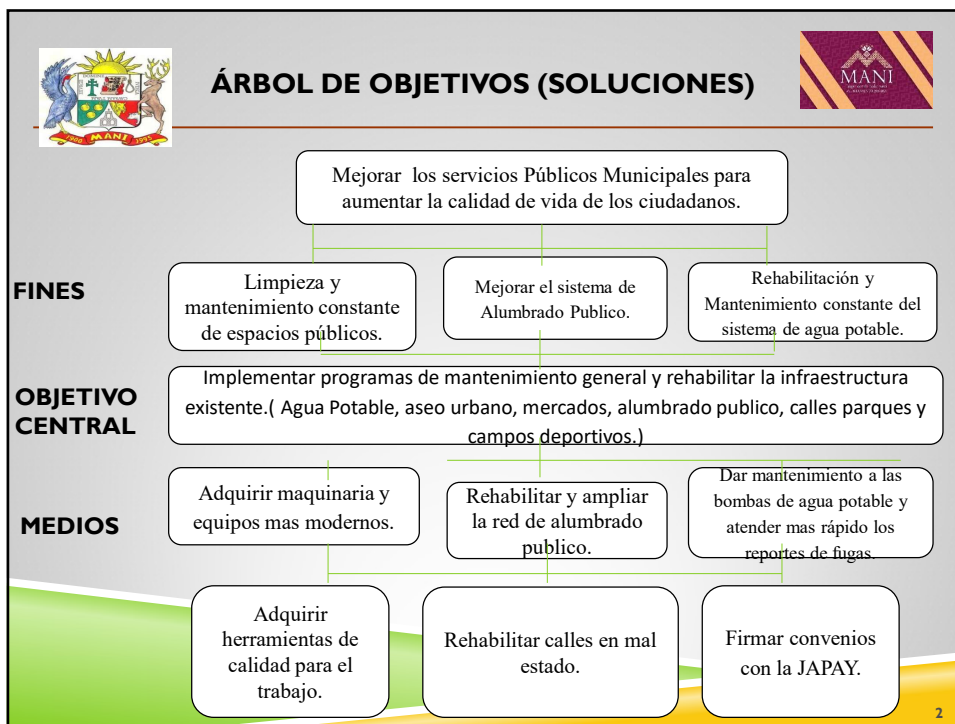 ÁRBOL DE OBJETIVOS (SOLUCIONES)
1900 MANI 1995
MANÍ
Mejorar los servicios Públicos Municipales para
aumentar la calidad de vida de los ciudadanos.
FINES
Limpieza y
mantenimiento constante
de espacios públicos.
Mejorar el sistema de
Alumbrado Publico.
Rehabilitación y
Mantenimiento constante del
sistema de agua potable.
OBJETIVO
CENTRAL
Implementar programas de mantenimiento general y rehabilitar la infraestructura
existente.( Agua Potable, aseo urbano, mercados, alumbrado publico, calles parques y
campos deportivos.)
MEDIOS
Adquirir maquinaria y
equipos mas modernos.
Rehabilitar y ampliar
la red de alumbrado
publico.
Dar mantenimiento a las
bombas de agua potable y
atender mas rápido los
reportes de fugas.
Adquirir
herramientas de
calidad para el
trabajo.
Rehabilitar calles en mal
estado.
Firmar convenios
con la JAPAY.
2